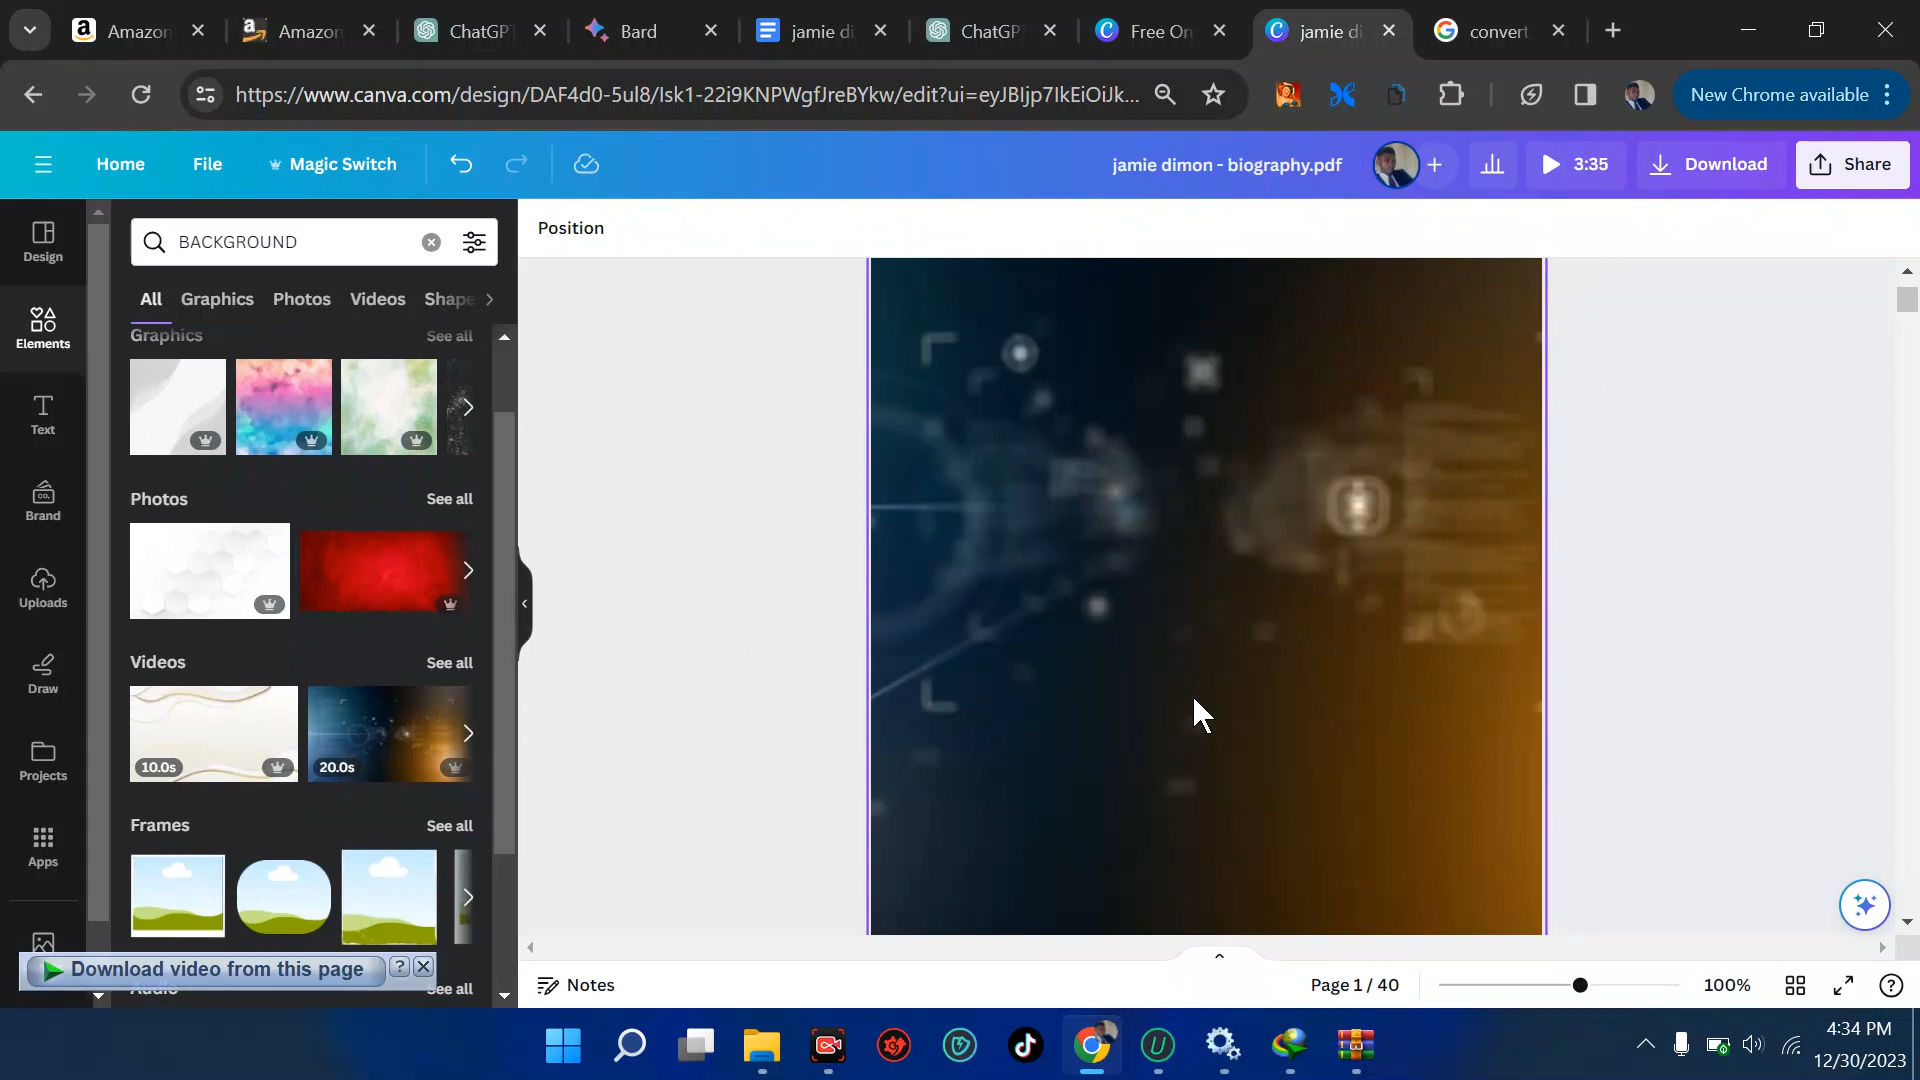 Amazon
Amazon
ChatGP
Bard
jamie di
ChatGP
Free On
jamie di
convert
https://www.canva.com/design/DAF4d0-5ul8/Isk1-22i9KNPWgfJreBYkw/edit?ui=eyJBIjp7IkEiOiJk...
New Chrome available
Home
File
Magic Switch
jamie dimon - biography.pdf
3:35
Download
Share
Design
Elements
Text
Brand
Uploads
Draw
Projects
Apps
BACKGROUND
All
Graphics
Photos
Videos
Shape
Graphics
See all
Photos
See all
Videos
See all
10.0s
20.0s
Frames
See all
Audio
See all
Download video from this page
?
Position
Notes
Page 1 / 40
100%
4:34 PM
12/30/2023